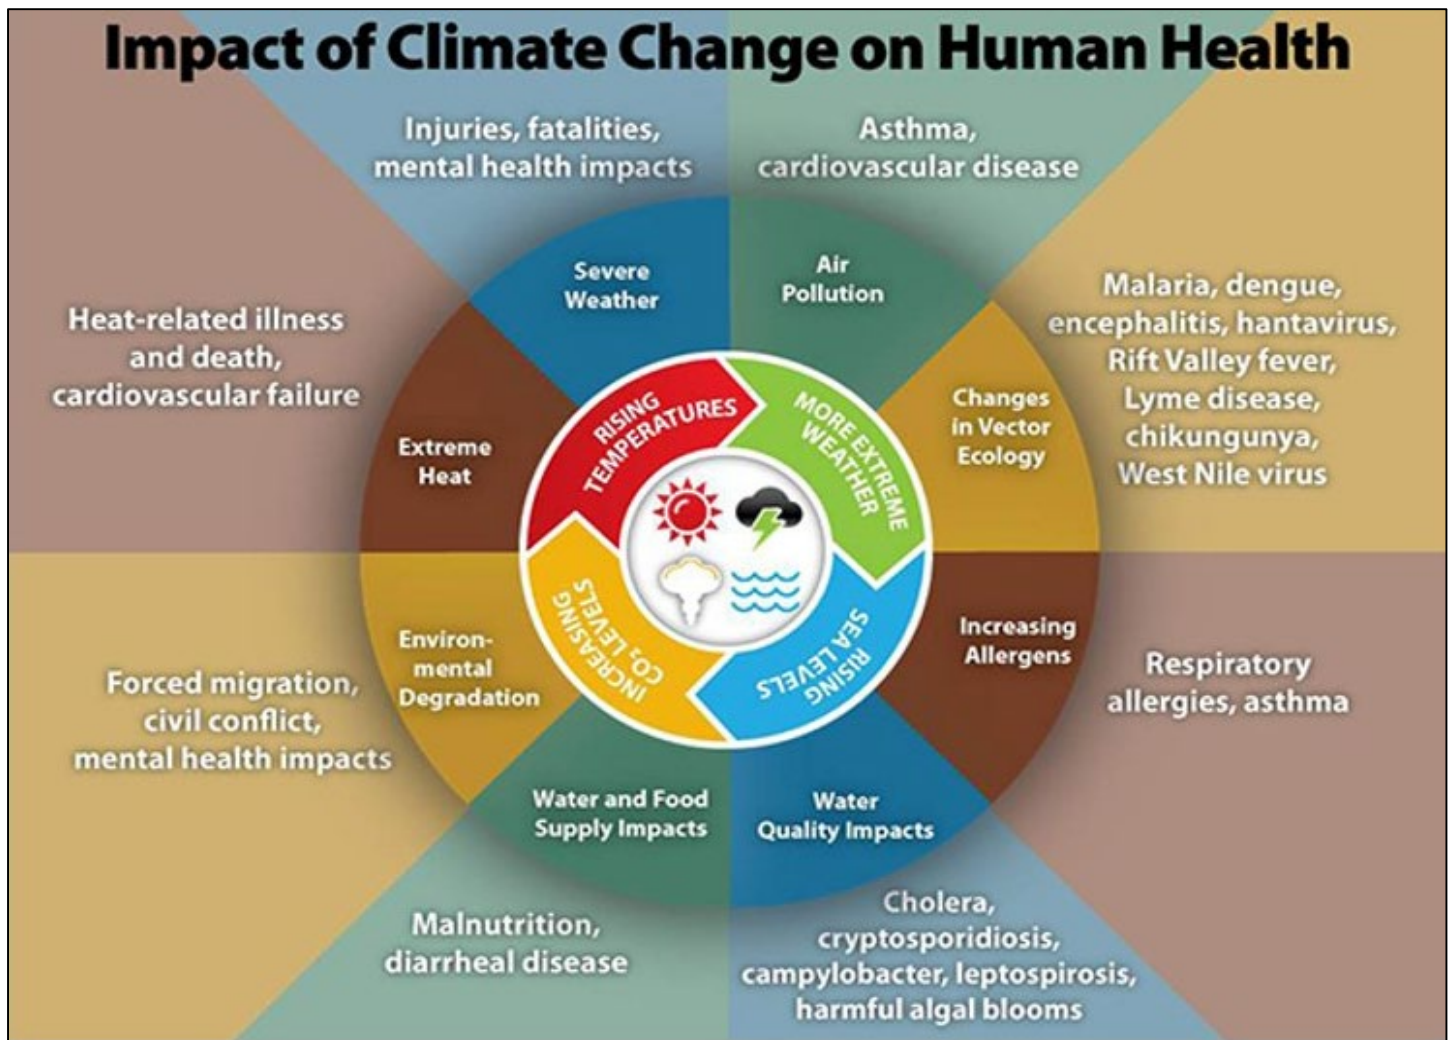 Impact of Climate Change on Human Health
Injuries, fatalities,
mental health impacts
Asthma,
cardiovascular disease
Severe
Weather
Air
Pollution
Heat-related illness
and death,
cardiovascular failure
Malaria, dengue,
encephalitis, hantavirus,
Rift Valley fever,
Lyme disease,
chikungunya,
West Nile virus
Extreme
Heat
Changes
in Vector
Ecology
RISING
TEMPERATURES
MORE EXTREME
WEATHER
RISING
SEA LEVELS
INCREASING
CO₂ LEVELS
Environ-
mental
Degradation
Increasing
Allergens
Forced migration,
civil conflict,
mental health impacts
Respiratory
allergies, asthma
Water and Food
Supply Impacts
Water
Quality Impacts
Malnutrition,
diarrheal disease
Cholera,
cryptosporidiosis,
campylobacter, leptospirosis,
harmful algal blooms